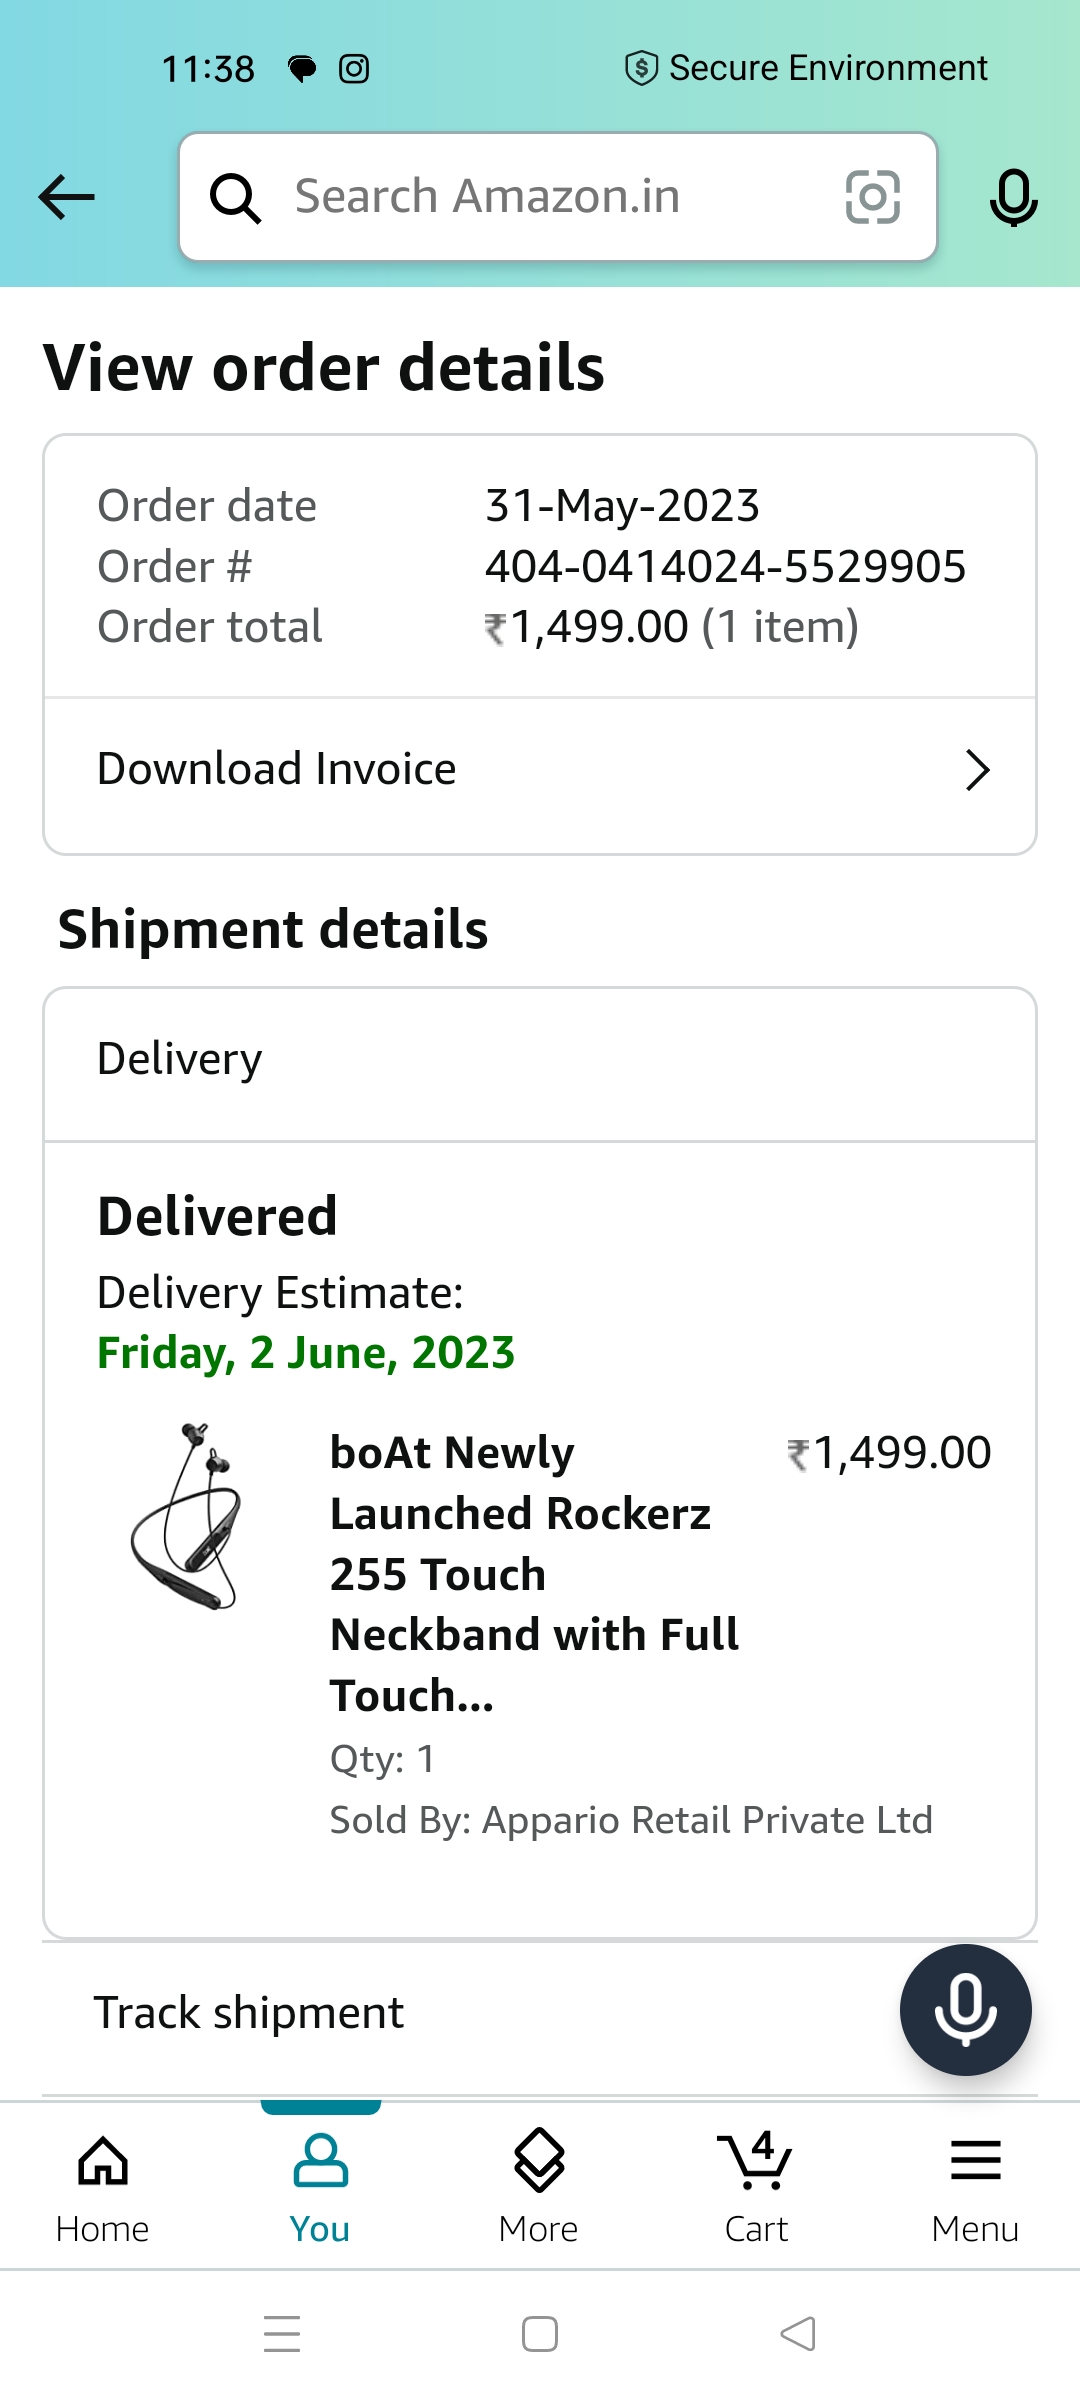 11:38
Secure Environment
Search Amazon.in
View order details
Order date 31-May-2023
Order # 404-0414024-5529905
Order total ₹1,499.00 (1 item)
Download Invoice
Shipment details
Delivery
Delivered
Delivery Estimate:
Friday, 2 June, 2023
boAt Newly ₹1,499.00
Launched Rockerz
255 Touch
Neckband with Full
Touch...
Qty: 1
Sold By: Appario Retail Private Ltd
Track shipment
4
Home You More Cart Menu